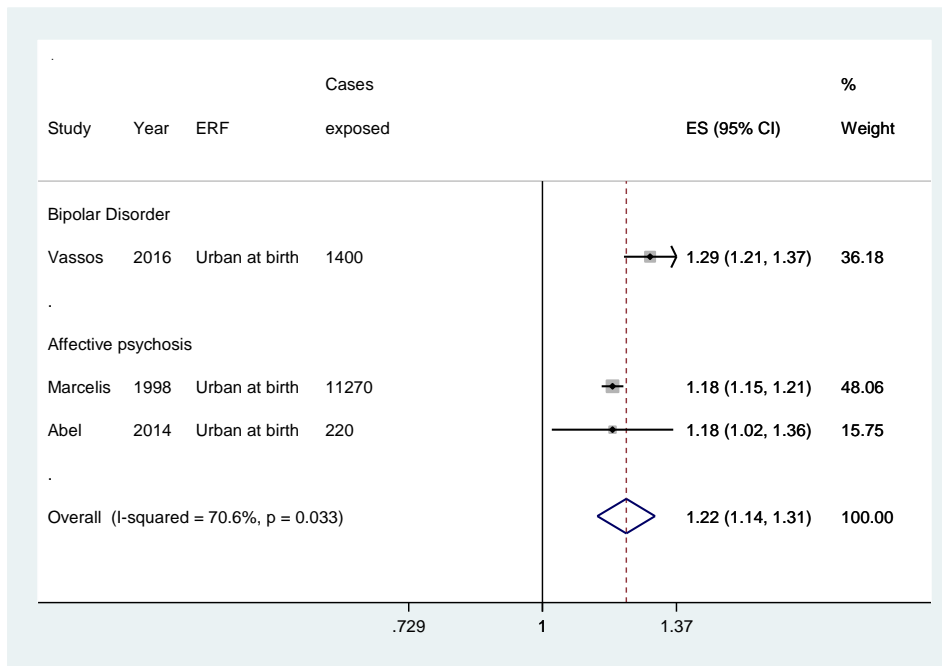 .
Cases %
Study Year ERF exposed ES (95% CI) Weight
Bipolar Disorder
Vassos 2016 Urban at birth 1400 1.29 (1.21, 1.37) 36.18
.
Affective psychosis
Marcelis 1998 Urban at birth 11270 1.18 (1.15, 1.21) 48.06
Abel 2014 Urban at birth 220 1.18 (1.02, 1.36) 15.75
.
Overall (I-squared = 70.6%, p = 0.033) 1.22 (1.14, 1.31) 100.00
.729 1 1.37